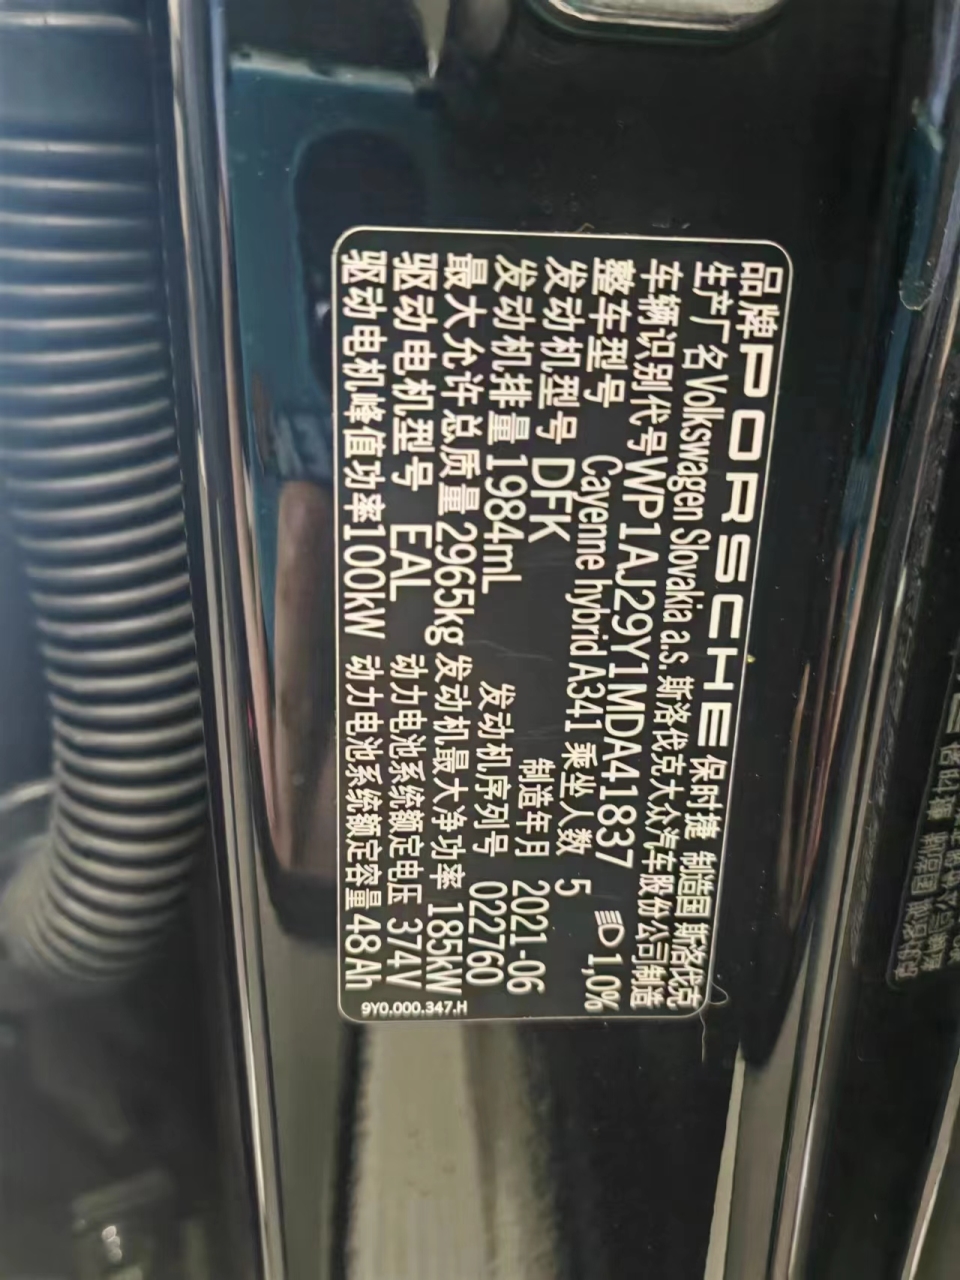 品牌 PORSCHE 保时捷 制造国 斯洛伐克
生产厂名 Volkswagen Slovakia a.s. 斯洛伐克大众汽车股份公司制造
车辆识别代号 WP1AJ29Y1MDA41837 1,0%
整车型号 Cayenne hybrid A341 乘坐人数 5
发动机型号 DFK 制造年月 2021-06
发动机排量 1984mL 发动机序列号 022760
最大允许总质量 2965kg 发动机最大净功率 185kW
驱动电机型号 EAL 动力电池系统额定电压 374V
驱动电机峰值功率 100kW 动力电池系统额定容量 48Ah
9Y0.000.347.H